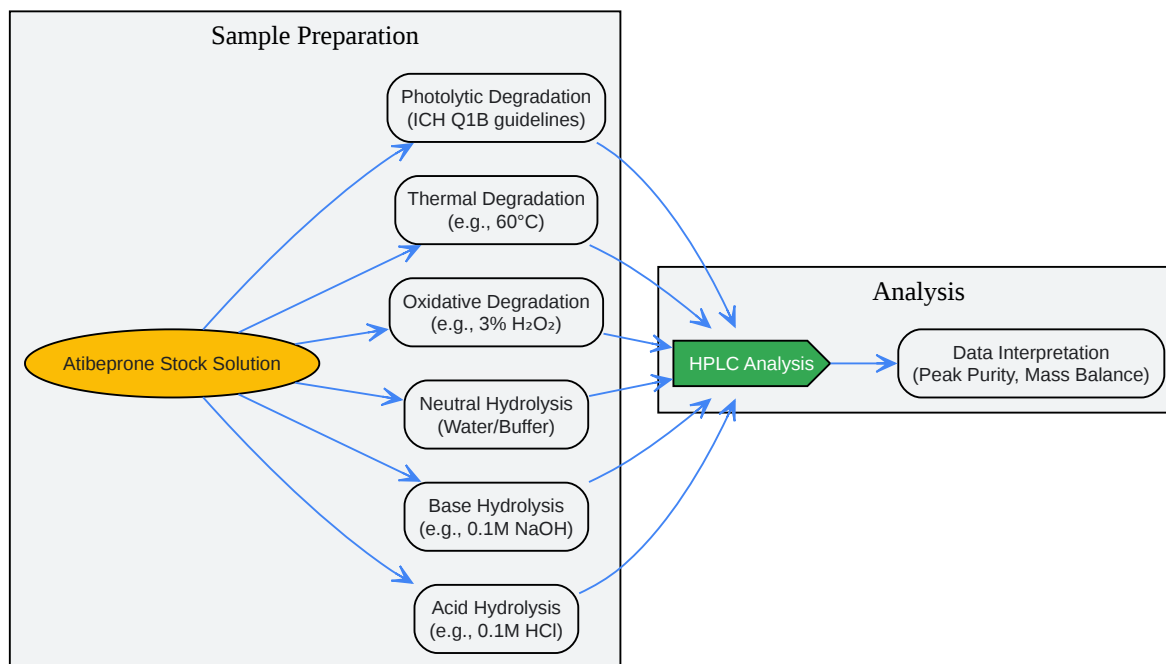 Sample Preparation
Photolytic Degradation
(ICH Q1B guidelines)
Thermal Degradation
(e.g., 60°C)
Oxidative Degradation
(e.g., 3% H₂O₂)
Atibeprone Stock Solution
Neutral Hydrolysis
(Water/Buffer)
Base Hydrolysis
(e.g., 0.1M NaOH)
Acid Hydrolysis
(e.g., 0.1M HCl)
Analysis
HPLC Analysis
Data Interpretation
(Peak Purity, Mass Balance)